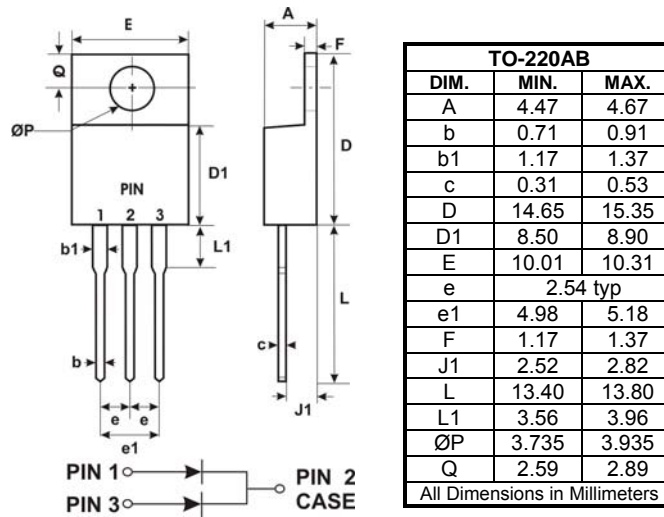 E
A
F
Q
ØP
D
D1
PIN
1 2 3
b1
L1
L
c
b
e e
J1
e1
PIN 1
PIN 3
PIN 2
CASE
TO-220AB
DIM. MIN. MAX.
A 4.47 4.67
b 0.71 0.91
b1 1.17 1.37
c 0.31 0.53
D 14.65 15.35
D1 8.50 8.90
E 10.01 10.31
e 2.54 typ
e1 4.98 5.18
F 1.17 1.37
J1 2.52 2.82
L 13.40 13.80
L1 3.56 3.96
ØP 3.735 3.935
Q 2.59 2.89
All Dimensions in Millimeters